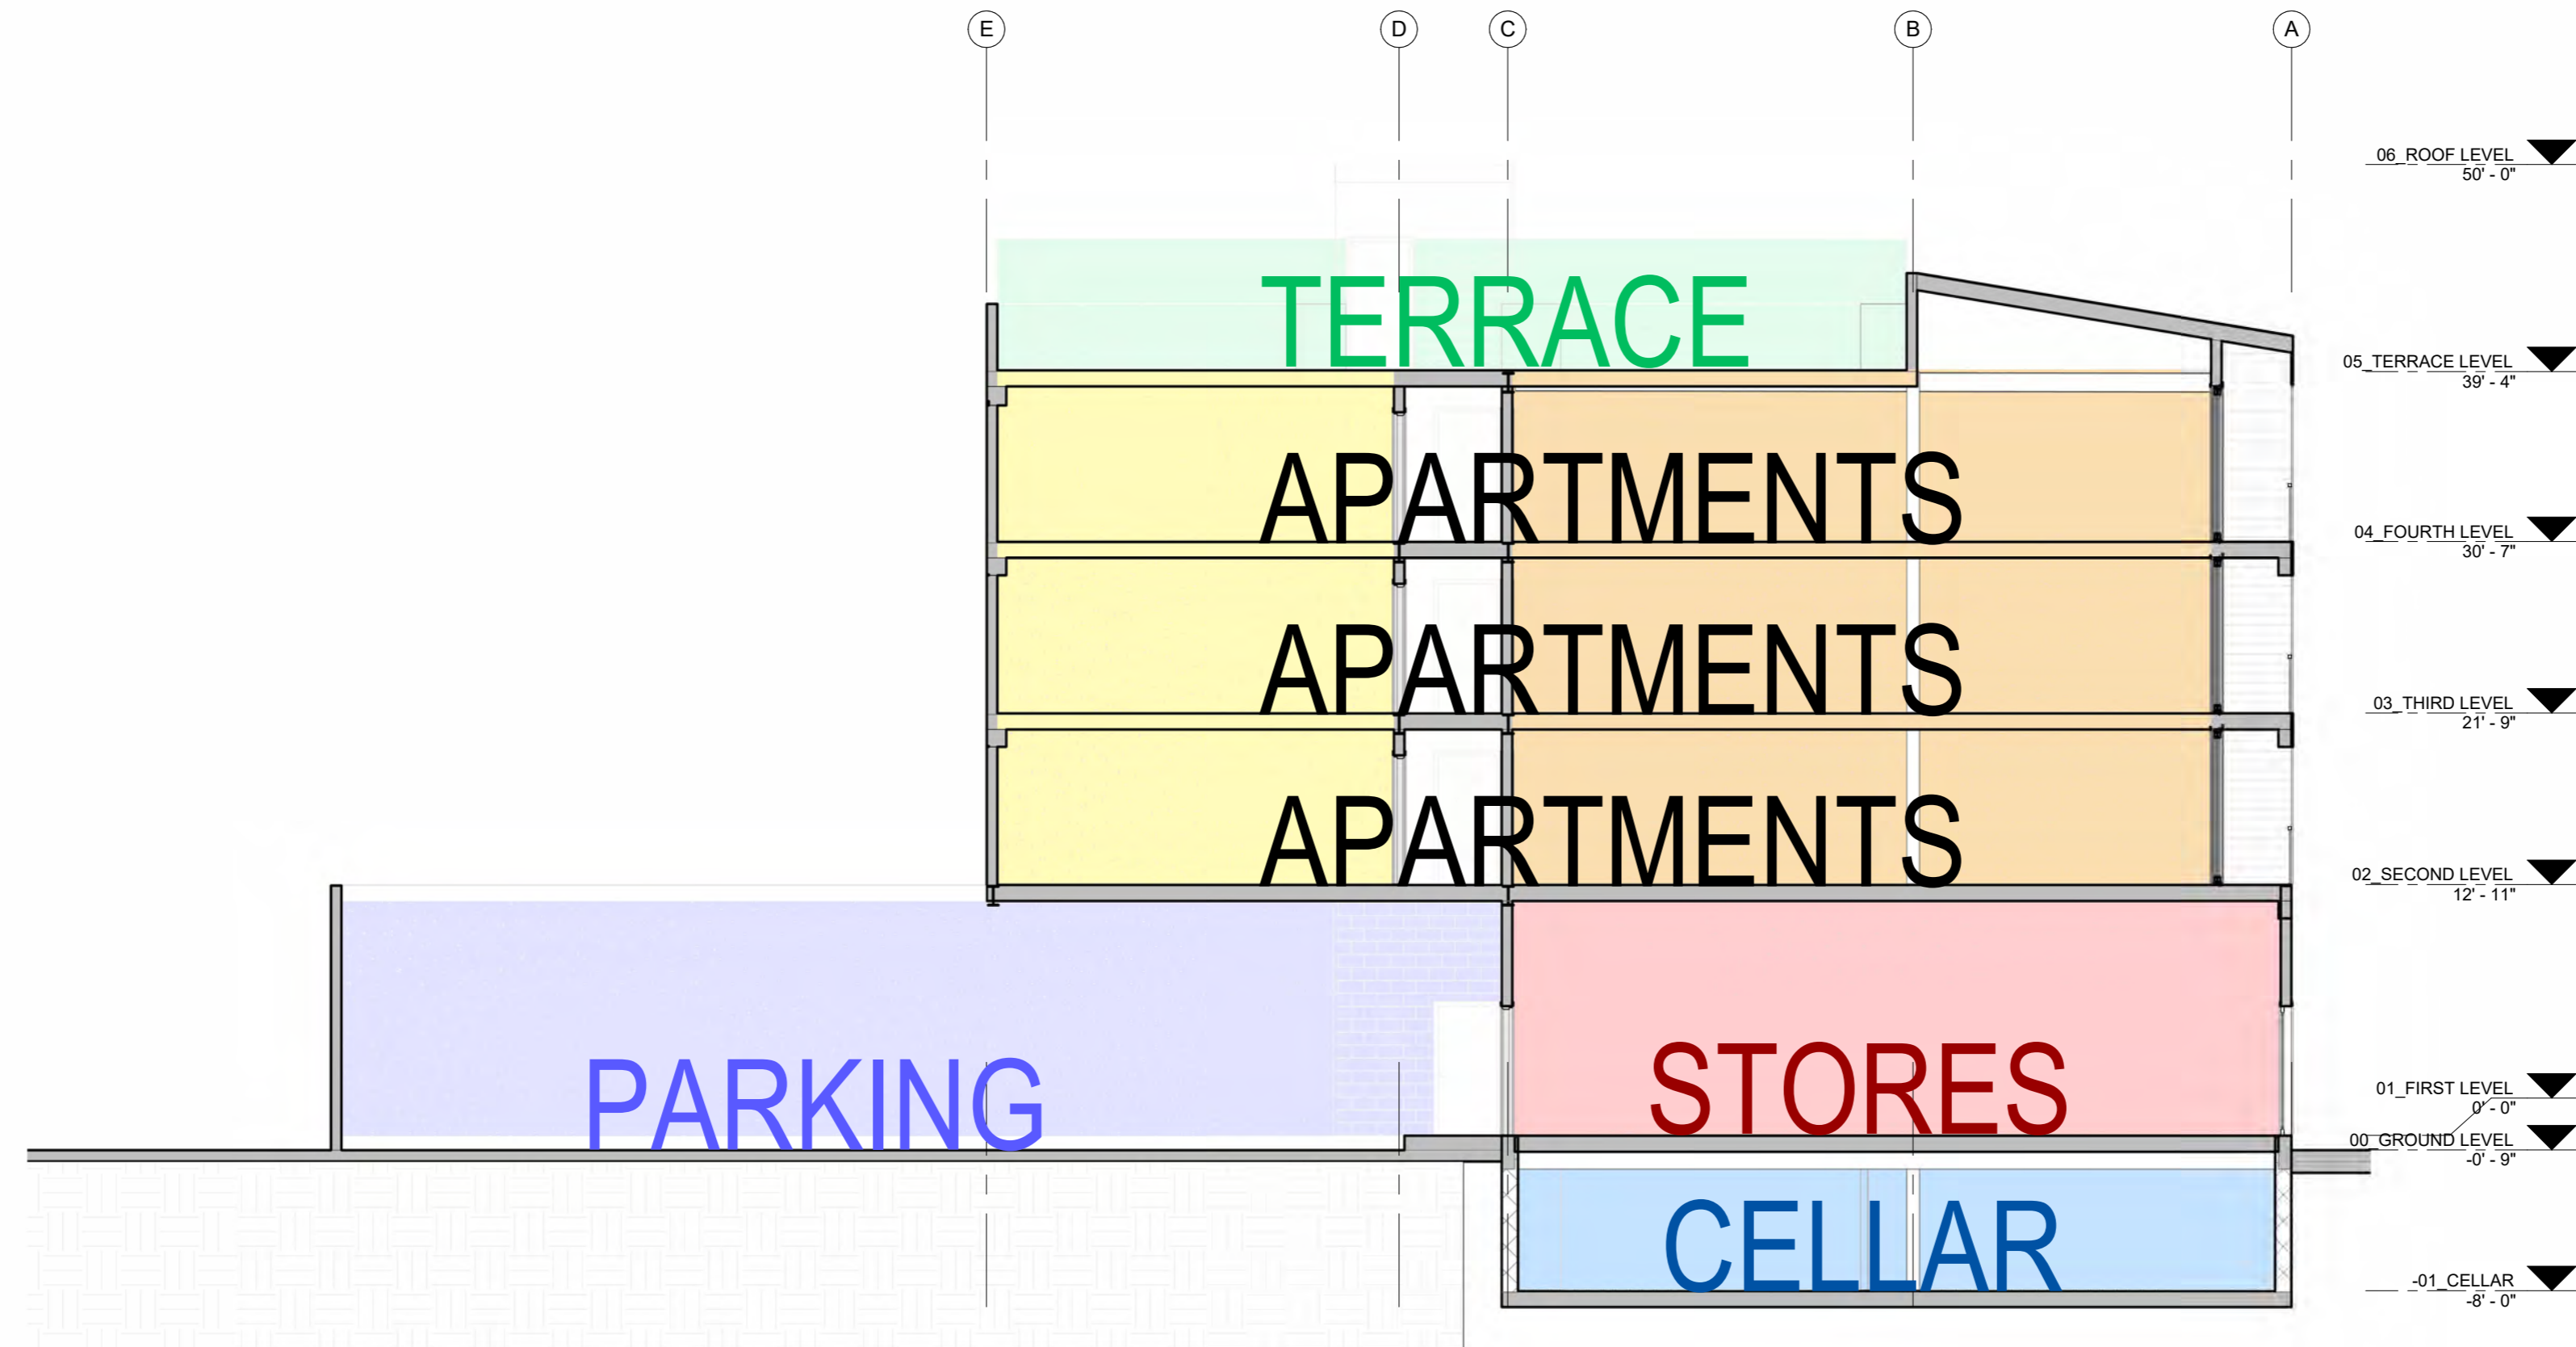 E D C B A
06_ROOF LEVEL
50' - 0"
TERRACE
05_TERRACE LEVEL
39' - 4"
APARTMENTS
04_FOURTH LEVEL
30' - 7"
APARTMENTS
03_THIRD LEVEL
21' - 9"
APARTMENTS
02_SECOND LEVEL
12' - 11"
PARKING
STORES
01_FIRST LEVEL
0' - 0"
00_GROUND LEVEL
-0' - 9"
CELLAR
-01_CELLAR
-8' - 0"